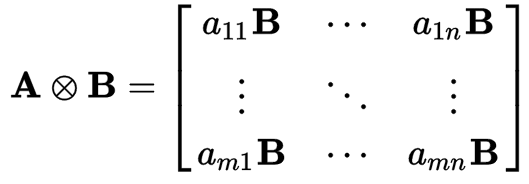 a₁₁B ⋯ a₁ₙB
A ⊗ B = [ ⋮ ⋱ ⋮ ]
aₘ₁B ⋯ aₘₙB